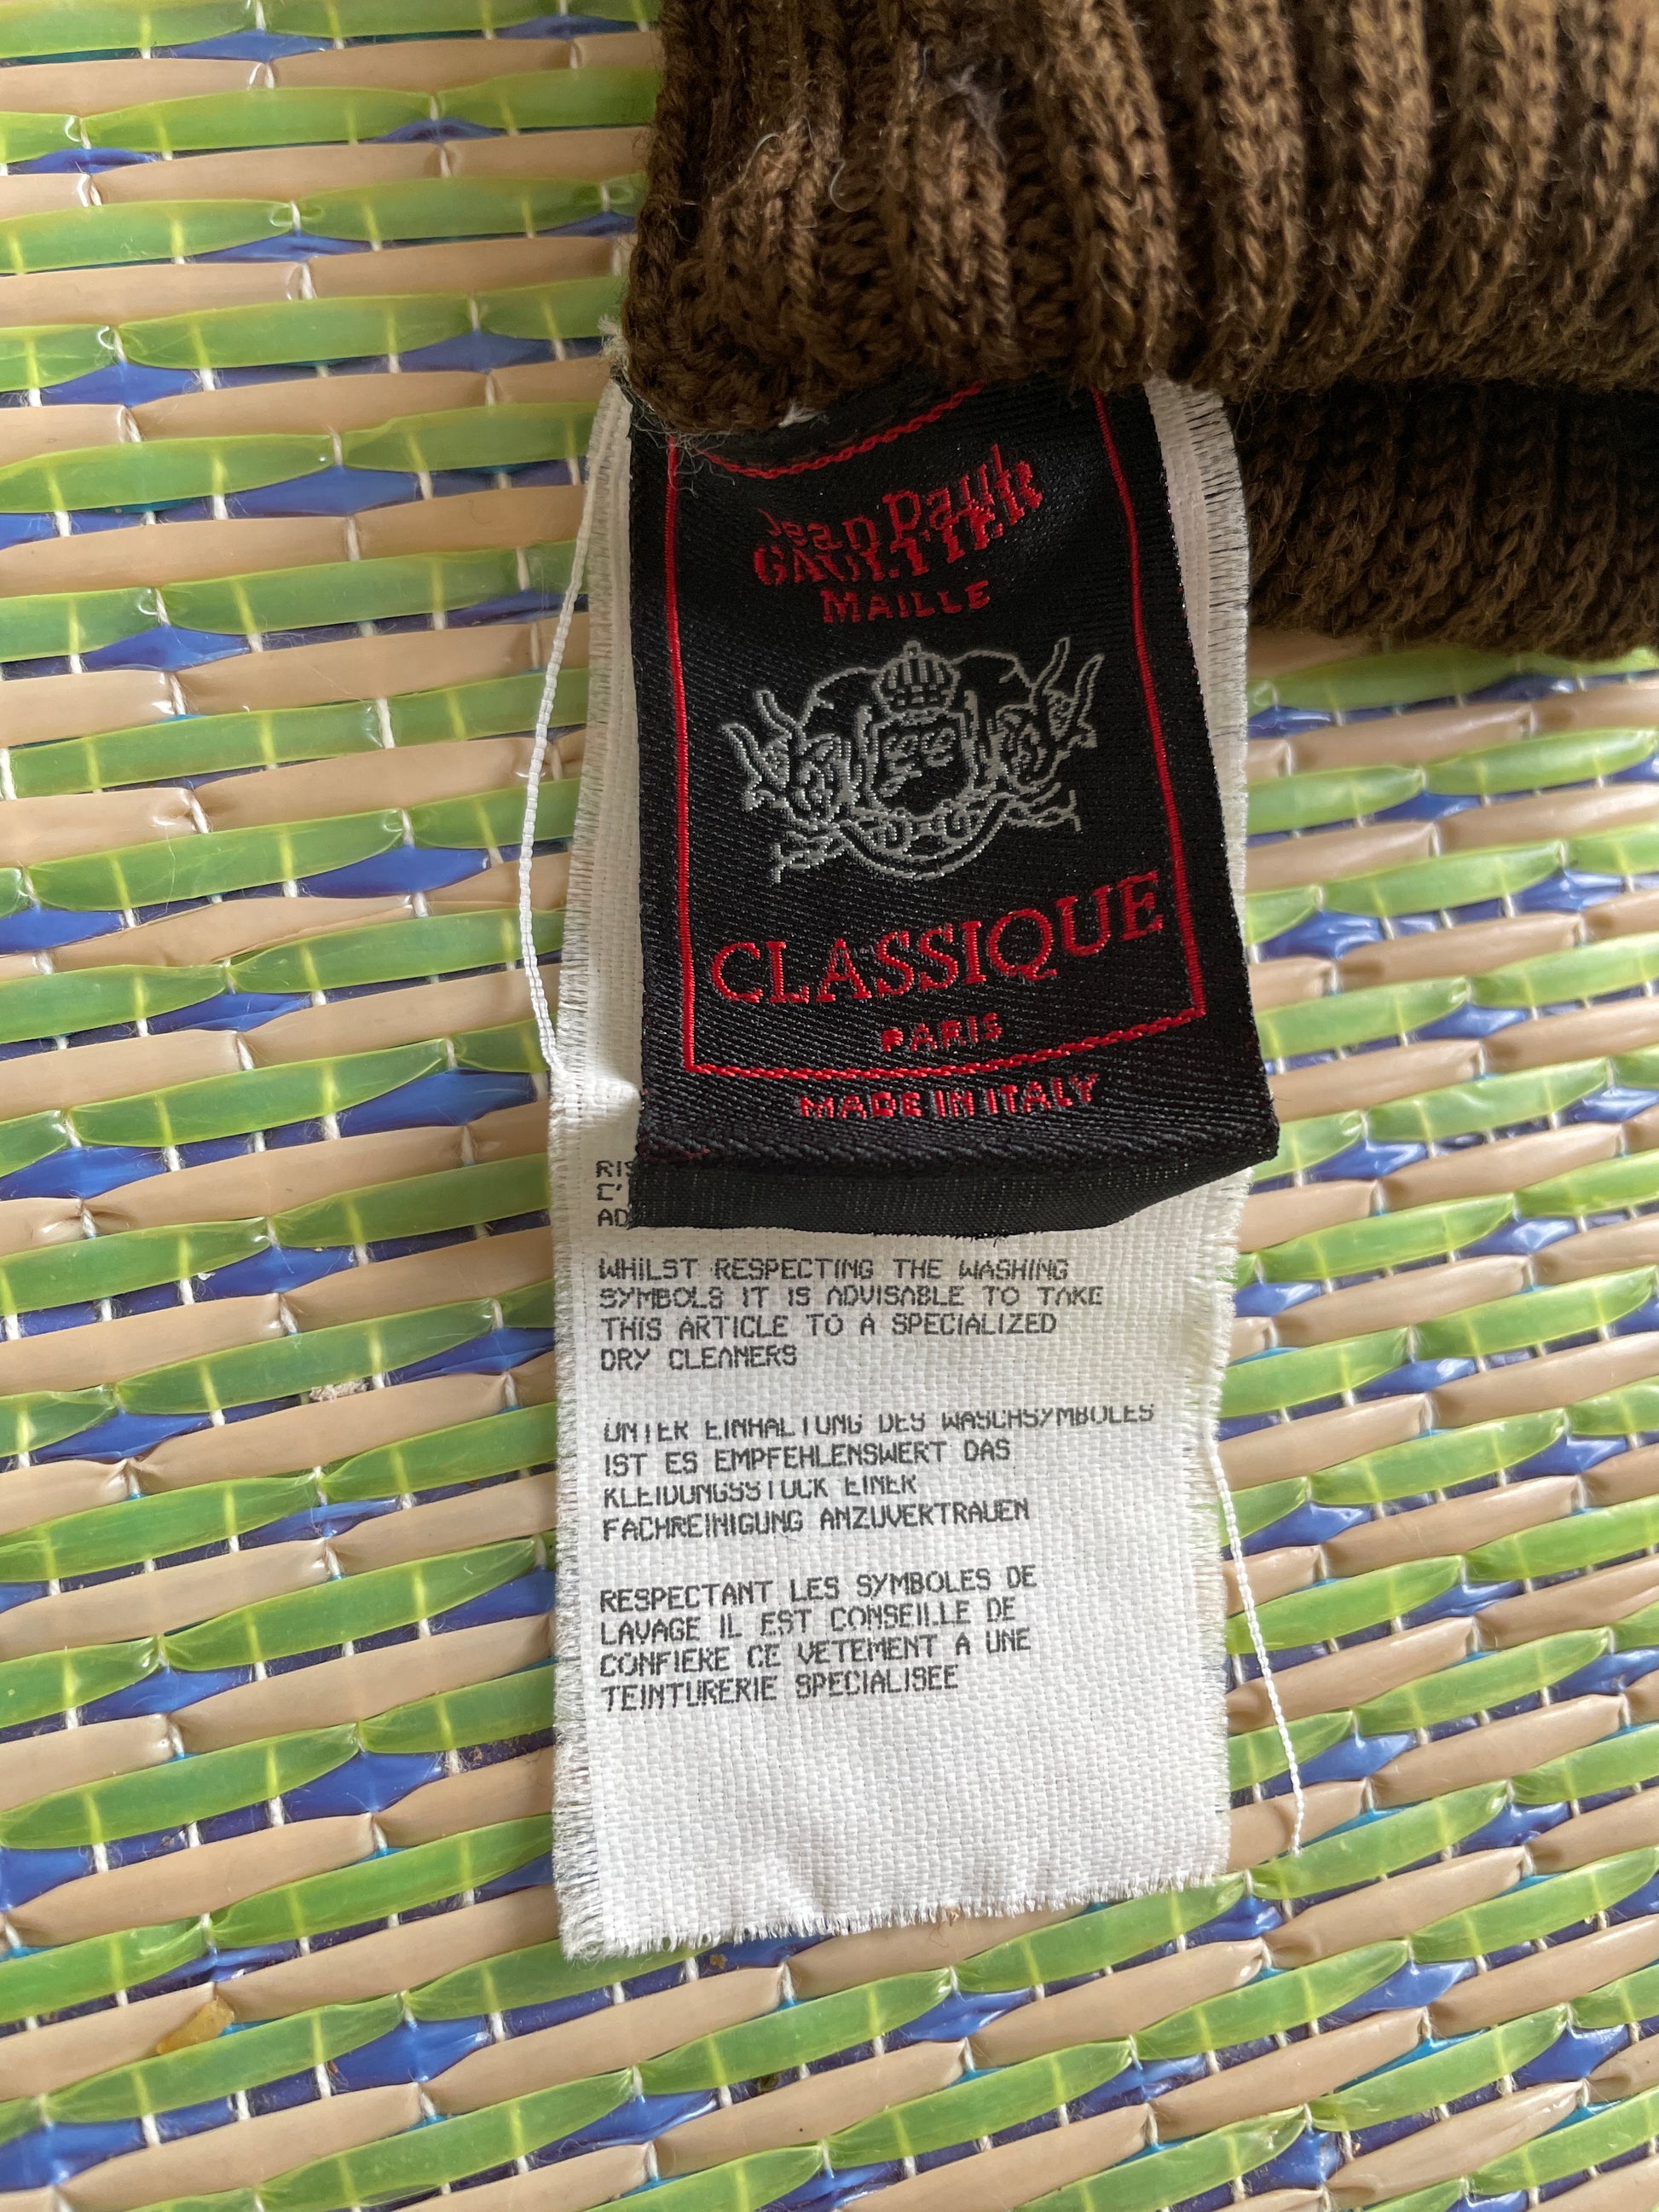 Jean Paul
GAULTIER
MAILLE
CLASSIQUE
PARIS
MADE IN ITALY
RIS
L'
AD
WHILST RESPECTING THE WASHING
SYMBOLS IT IS ADVISABLE TO TAKE
THIS ARTICLE TO A SPECIALIZED
DRY CLEANERS
UNTER EINHALTUNG DES WASCHSYMBOLES
IST ES EMPFEHLENSWERT DAS
KLEIDUNGSSTUCK EINER
FACHREINIGUNG ANZUVERTRAUEN
RESPECTANT LES SYMBOLES DE
LAVAGE IL EST CONSEILLE DE
CONFIERE CE VETEMENT A UNE
TEINTURERIE SPECIALISEE